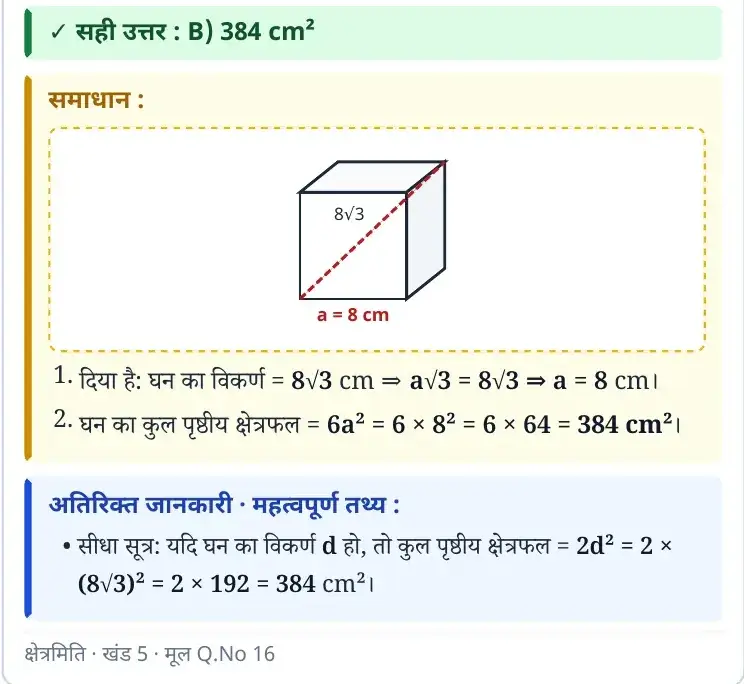 ✓ सही उत्तर : B) 384 cm²
समाधान :
8√3
a = 8 cm
1. दिया है: घन का विकर्ण = 8√3 cm ⇒ a√3 = 8√3 ⇒ a = 8 cm।
2. घन का कुल पृष्ठीय क्षेत्रफल = 6a² = 6 × 8² = 6 × 64 = 384 cm²।
अतिरिक्त जानकारी · महत्वपूर्ण तथ्य :
• सीधा सूत्र: यदि घन का विकर्ण d हो, तो कुल पृष्ठीय क्षेत्रफल = 2d² = 2 ×
(8√3)² = 2 × 192 = 384 cm²।
क्षेत्रमिति · खंड 5 · मूल Q.No 16